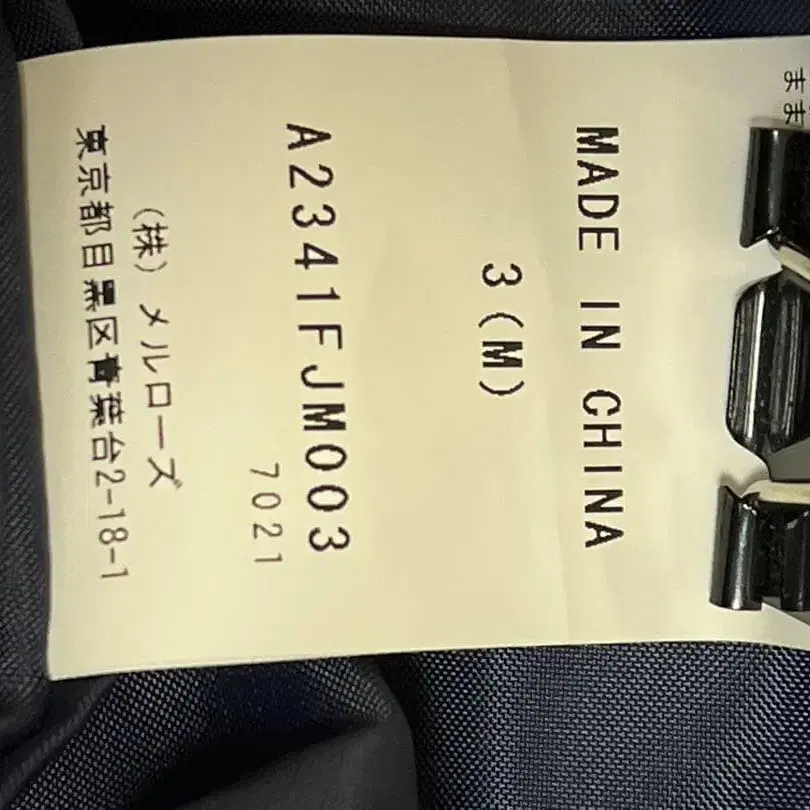 MADE IN CHINA
3(M)
A2341FJM003
7021
(株)メルローズ
東京都目黒区青葉台2-18-1